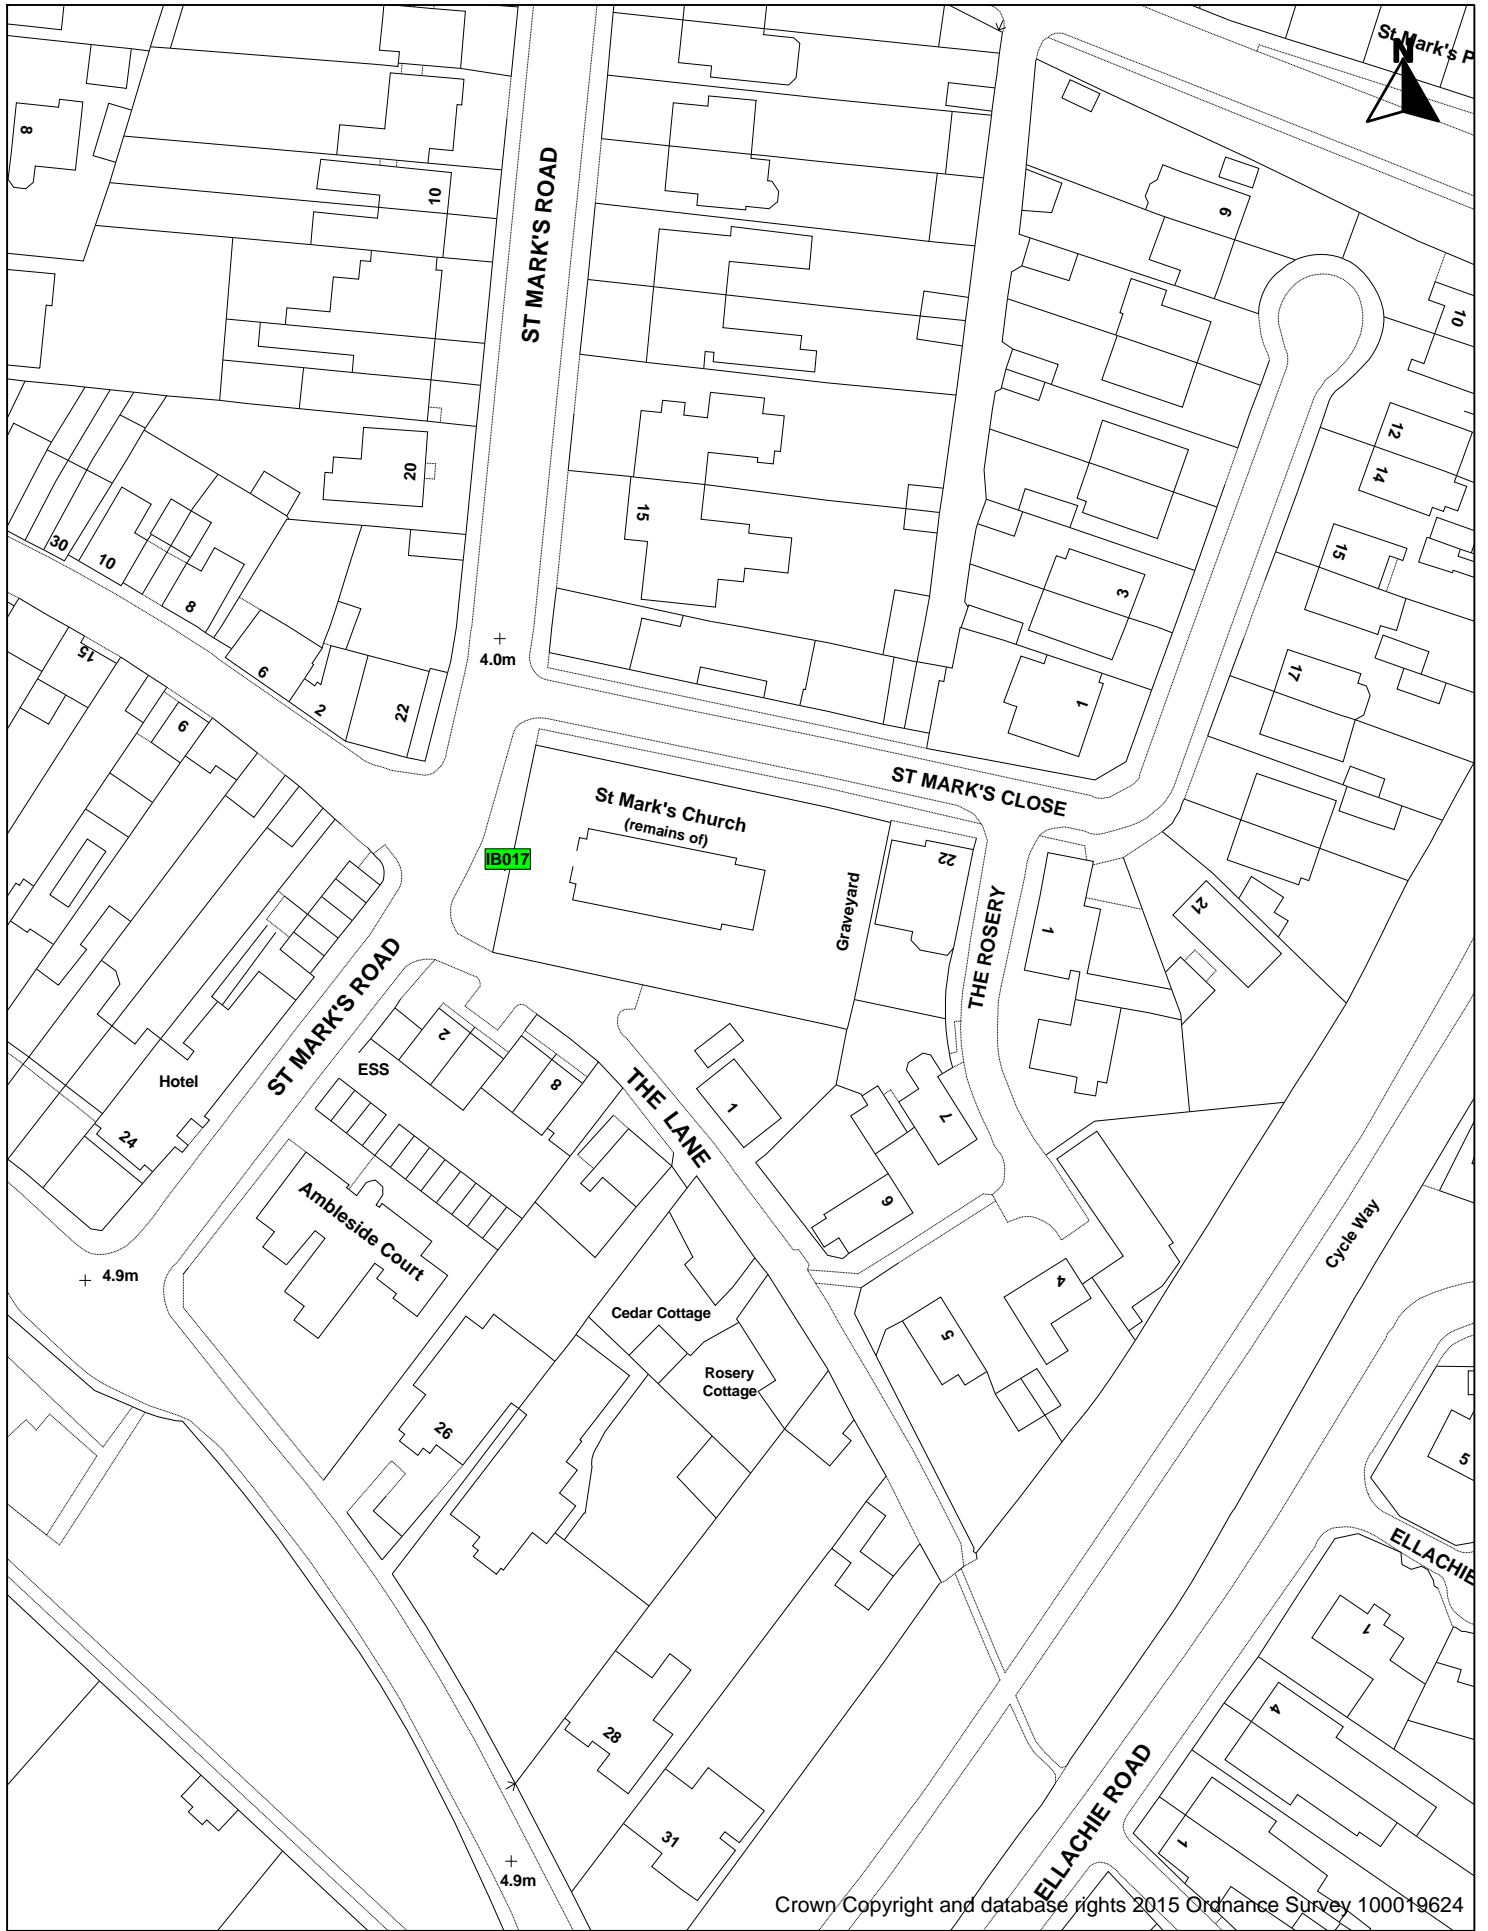 St Mark's P
N
8
10
ST MARK'S ROAD
6
10
20
15
12
14
30
10
8
15
3
4.0m
15
6
2
22
17
1
9
ST MARK'S CLOSE
St Mark's Church
(remains of)
IB017
22
Graveyard
THE ROSERY
1
21
ST MARK'S ROAD
2
ESS
8
Hotel
24
THE LANE
1
7
9
Ambleside Court
Cycle Way
4.9m
4
Cedar Cottage
5
Rosery
Cottage
26
5
ELLACHIE
1
4
28
31
ELLACHIE ROAD
1
4.9m
Crown Copyright and database rights 2015 Ordnance Survey 100019624